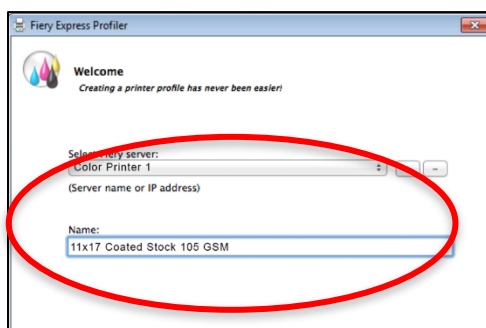 Fiery Express Profiler
Welcome
Creating a printer profile has never been easier!
Select Fiery server:
Color Printer 1
(Server name or IP address)
Name:
11x17 Coated Stock 105 GSM